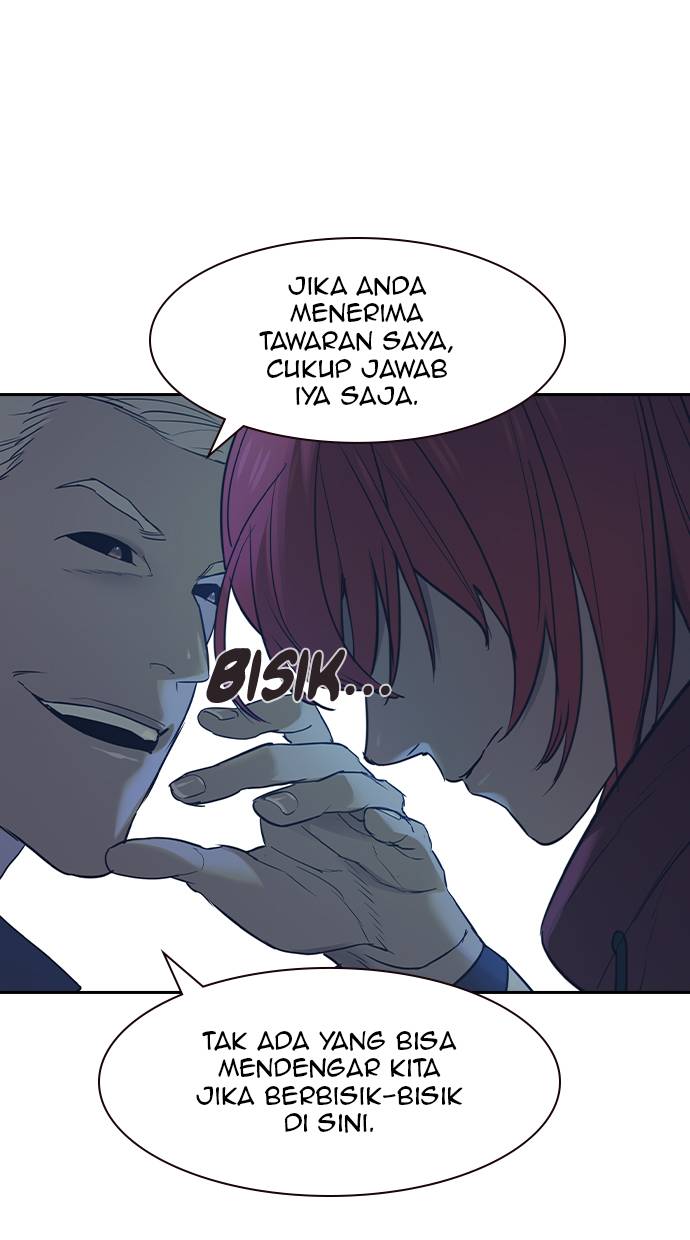 JIKA ANDA
MENERIMA
TAWARAN SAYA,
CUKUP JAWAB
IYA SAJA.
BISIK...
TAK ADA YANG BISA
MENDENGAR KITA
JIKA BERBISIK-BISIK
DI SINI.